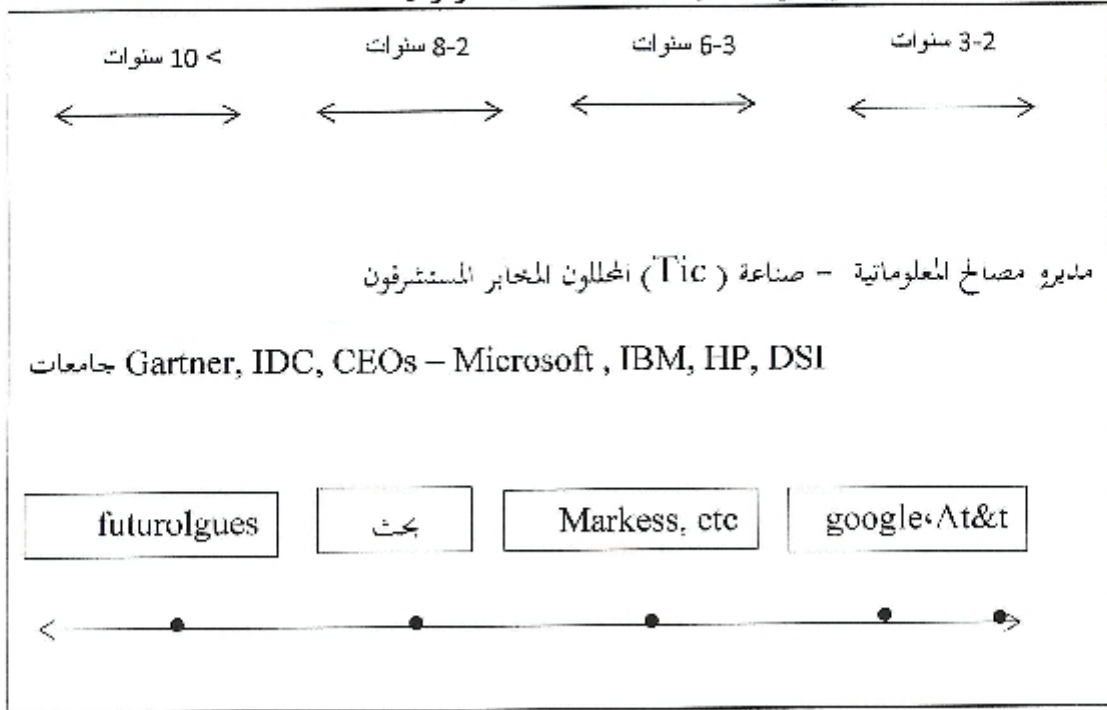 3-2 سنوات
6-3 سنوات
8-2 سنوات
> 10 سنوات
مديرو مصالح المعلوماتية - صناعة ( Tic) المحللون المخابر المستشرفون
جامعات Gartner, IDC, CEOs – Microsoft , IBM, HP, DSI
google، At&t
Markess, etc
بحث
futurolgues